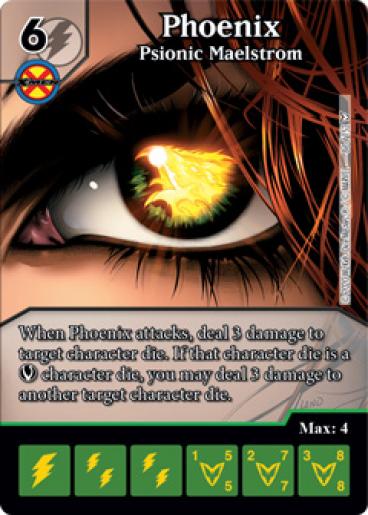 6
Phoenix
Psionic Maelstrom
X-MEN
When Phoenix attacks, deal 3 damage to
target character die. If that character die is a
character die, you may deal 3 damage to
another target character die.
Max: 4
1 5 5
2 7 7
3 8 8